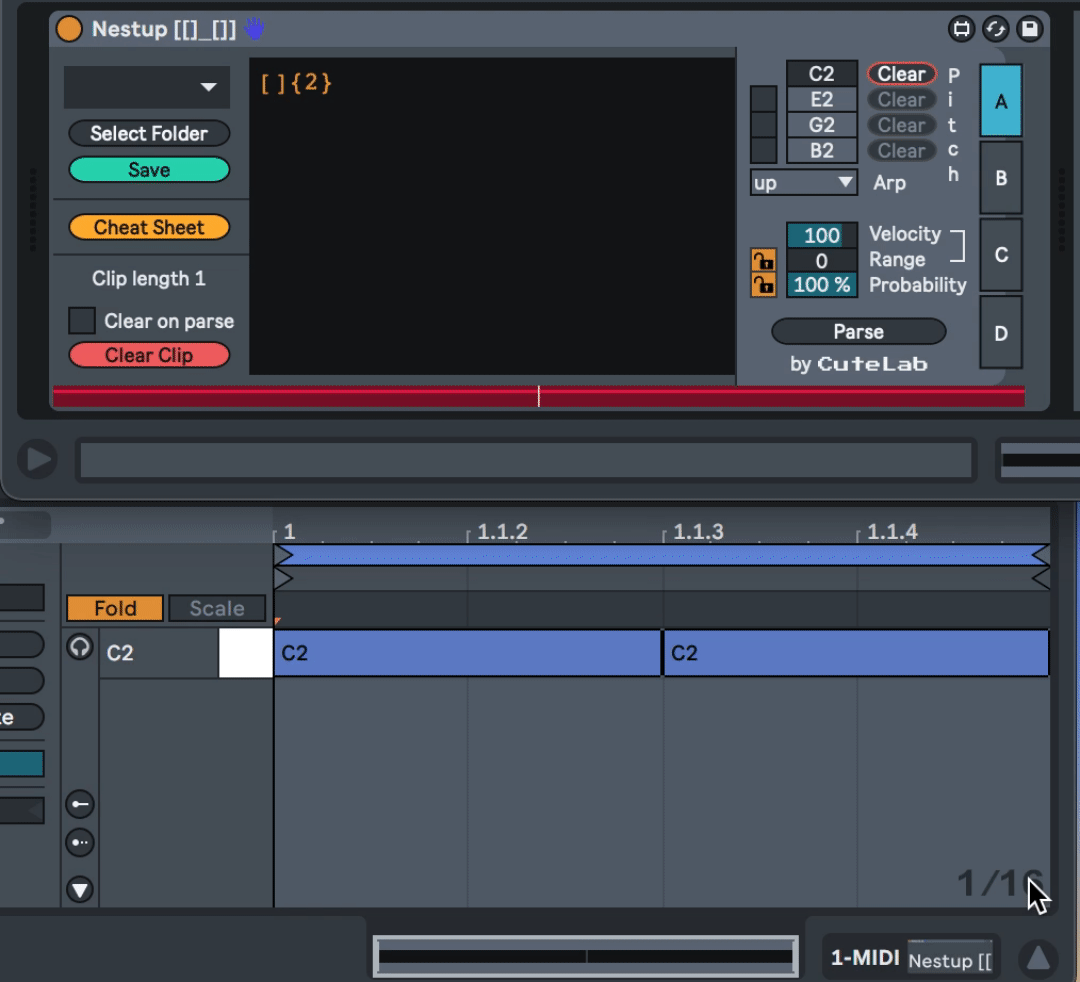 Nestup [[]_[]]
[ ]{2}
Select Folder
Save
Cheat Sheet
Clip length 1
Clear on parse
Clear Clip
C2 Clear
E2 Clear
G2 Clear
B2 Clear
Pitch
up Arp
100 Velocity
0 Range
100 % Probability
Parse
by CuteLab
A
B
C
D
1 1.1.2 1.1.3 1.1.4
Fold Scale
C2 C2 C2
te
1/16
1-MIDI Nestup [[